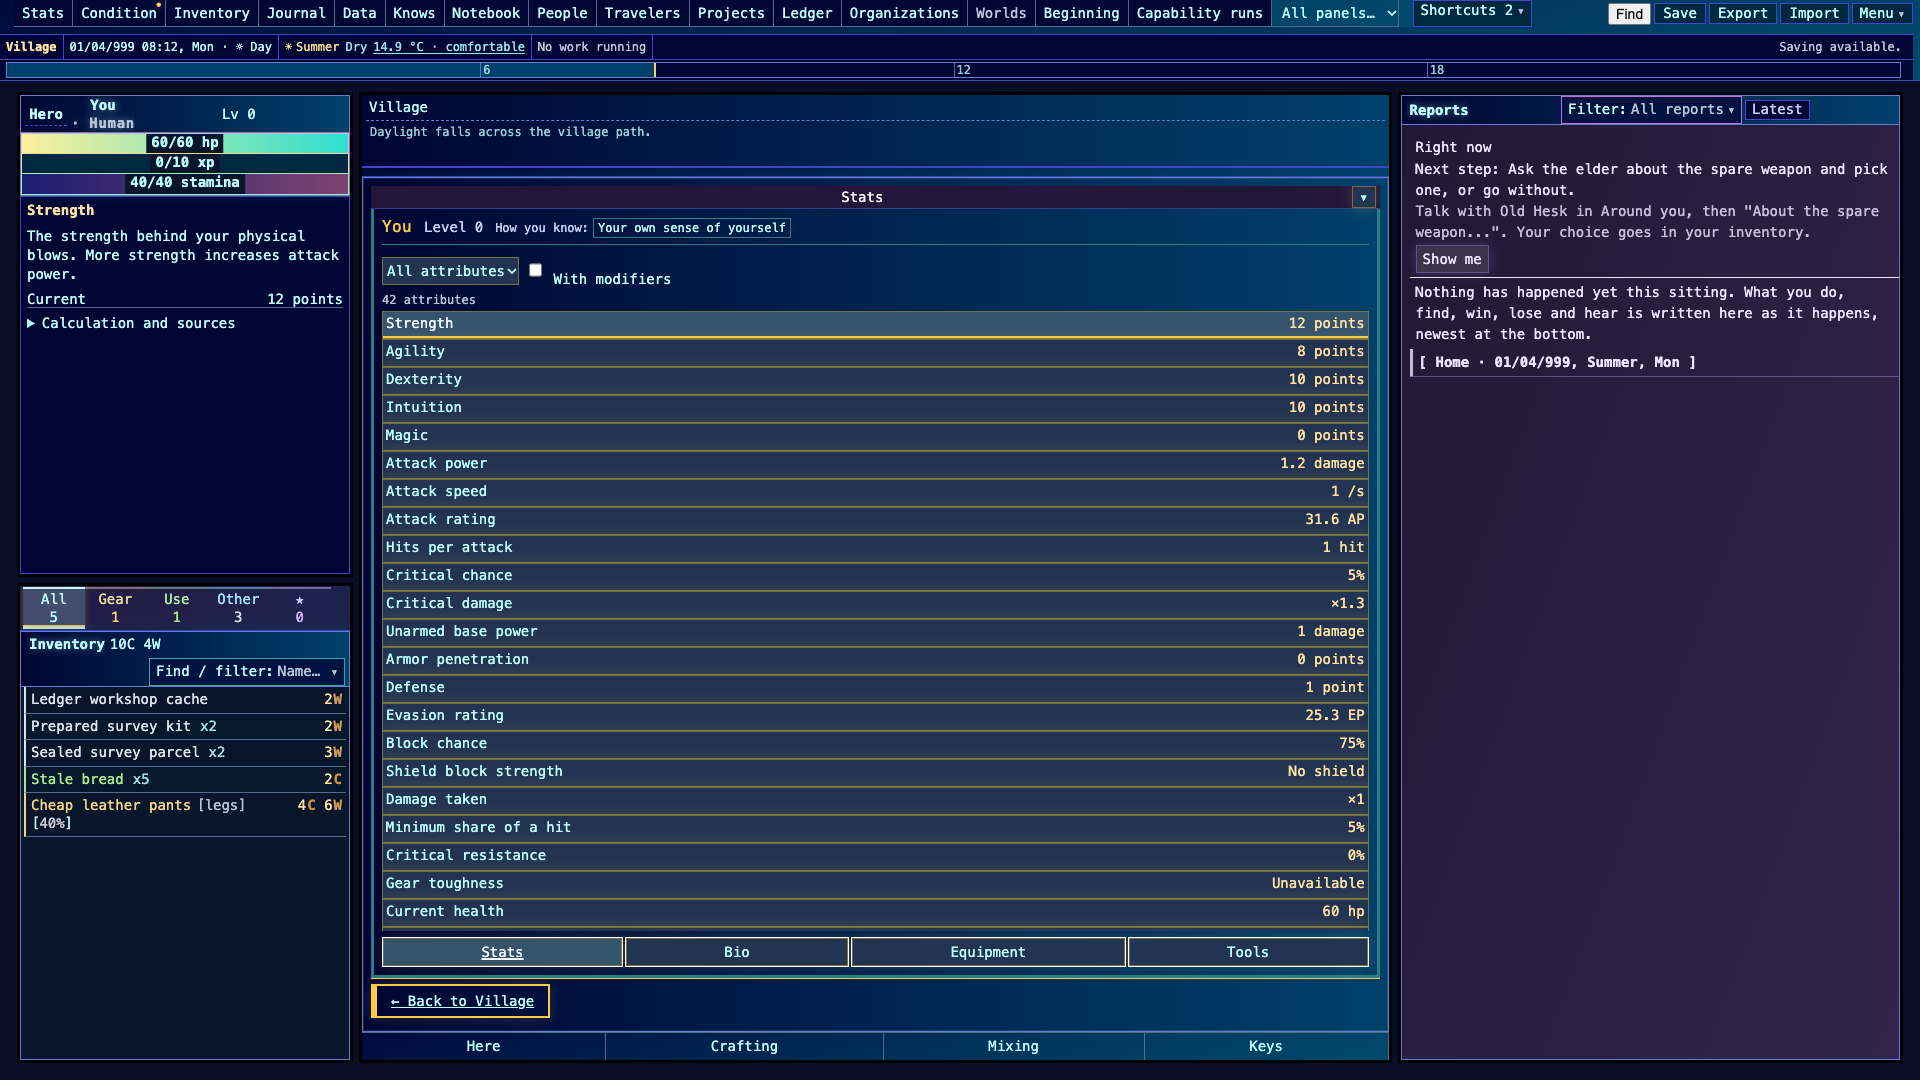 Stats Condition Inventory Journal Data Knows Notebook People Travelers Projects Ledger Organizations Worlds Beginning Capability runs All panels… Shortcuts 2 ▾ Find Save Export Import Menu ▾
Village 01/04/999 08:12, Mon · ☀ Day ☀ Summer Dry 14.9 °C · comfortable No work running Saving available.
6 12 18
Hero · You Human Lv 0
60/60 hp
0/10 xp
40/40 stamina
Strength
The strength behind your physical
blows. More strength increases attack
power.
Current 12 points
▶ Calculation and sources
All Gear Use Other ★
5 1 1 3 0
Inventory 10C 4W
Find / filter: Name… ▾
Ledger workshop cache 2W
Prepared survey kit x2 2W
Sealed survey parcel x2 3W
Stale bread x5 2C
Cheap leather pants [legs] 4C 6W
[40%]
Village
Daylight falls across the village path.
Stats ▾
You Level 0 How you know: Your own sense of yourself
All attributes With modifiers
42 attributes
Strength 12 points
Agility 8 points
Dexterity 10 points
Intuition 10 points
Magic 0 points
Attack power 1.2 damage
Attack speed 1 /s
Attack rating 31.6 AP
Hits per attack 1 hit
Critical chance 5%
Critical damage ×1.3
Unarmed base power 1 damage
Armor penetration 0 points
Defense 1 point
Evasion rating 25.3 EP
Block chance 75%
Shield block strength No shield
Damage taken ×1
Minimum share of a hit 5%
Critical resistance 0%
Gear toughness Unavailable
Current health 60 hp
Stats Bio Equipment Tools
← Back to Village
Here Crafting Mixing Keys
Reports Filter: All reports ▾ Latest
Right now
Next step: Ask the elder about the spare weapon and pick
one, or go without.
Talk with Old Hesk in Around you, then "About the spare
weapon...". Your choice goes in your inventory.
Show me
Nothing has happened yet this sitting. What you do,
find, win, lose and hear is written here as it happens,
newest at the bottom.
[ Home · 01/04/999, Summer, Mon ]